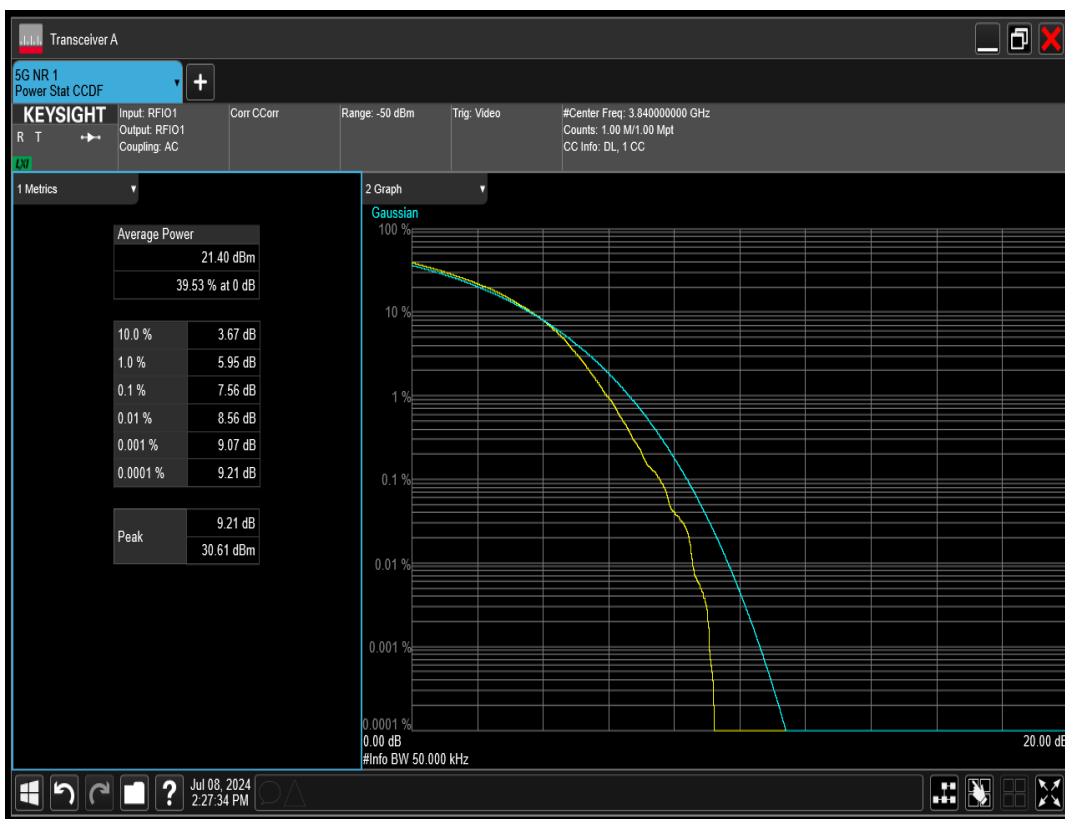 Transceiver A
5G NR 1
Power Stat CCDF
KEYSIGHT
R T
LXI
Input: RFIO1
Output: RFIO1
Coupling: AC
Corr CCorr
Range: -50 dBm
Trig: Video
#Center Freq: 3.840000000 GHz
Counts: 1.00 M/1.00 Mpt
CC Info: DL, 1 CC
1 Metrics
Average Power
21.40 dBm
39.53 % at 0 dB
10.0 % 3.67 dB
1.0 % 5.95 dB
0.1 % 7.56 dB
0.01 % 8.56 dB
0.001 % 9.07 dB
0.0001 % 9.21 dB
Peak
9.21 dB
30.61 dBm
2 Graph
Gaussian
100 %
10 %
1 %
0.1 %
0.01 %
0.001 %
0.0001 %
0.00 dB 20.00 dB
#Info BW 50.000 kHz
? Jul 08, 2024
2:27:34 PM